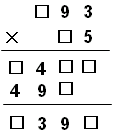 □ 9 3
× □ 5
□ 4 □ □
4 9 □
□ 3 9 □